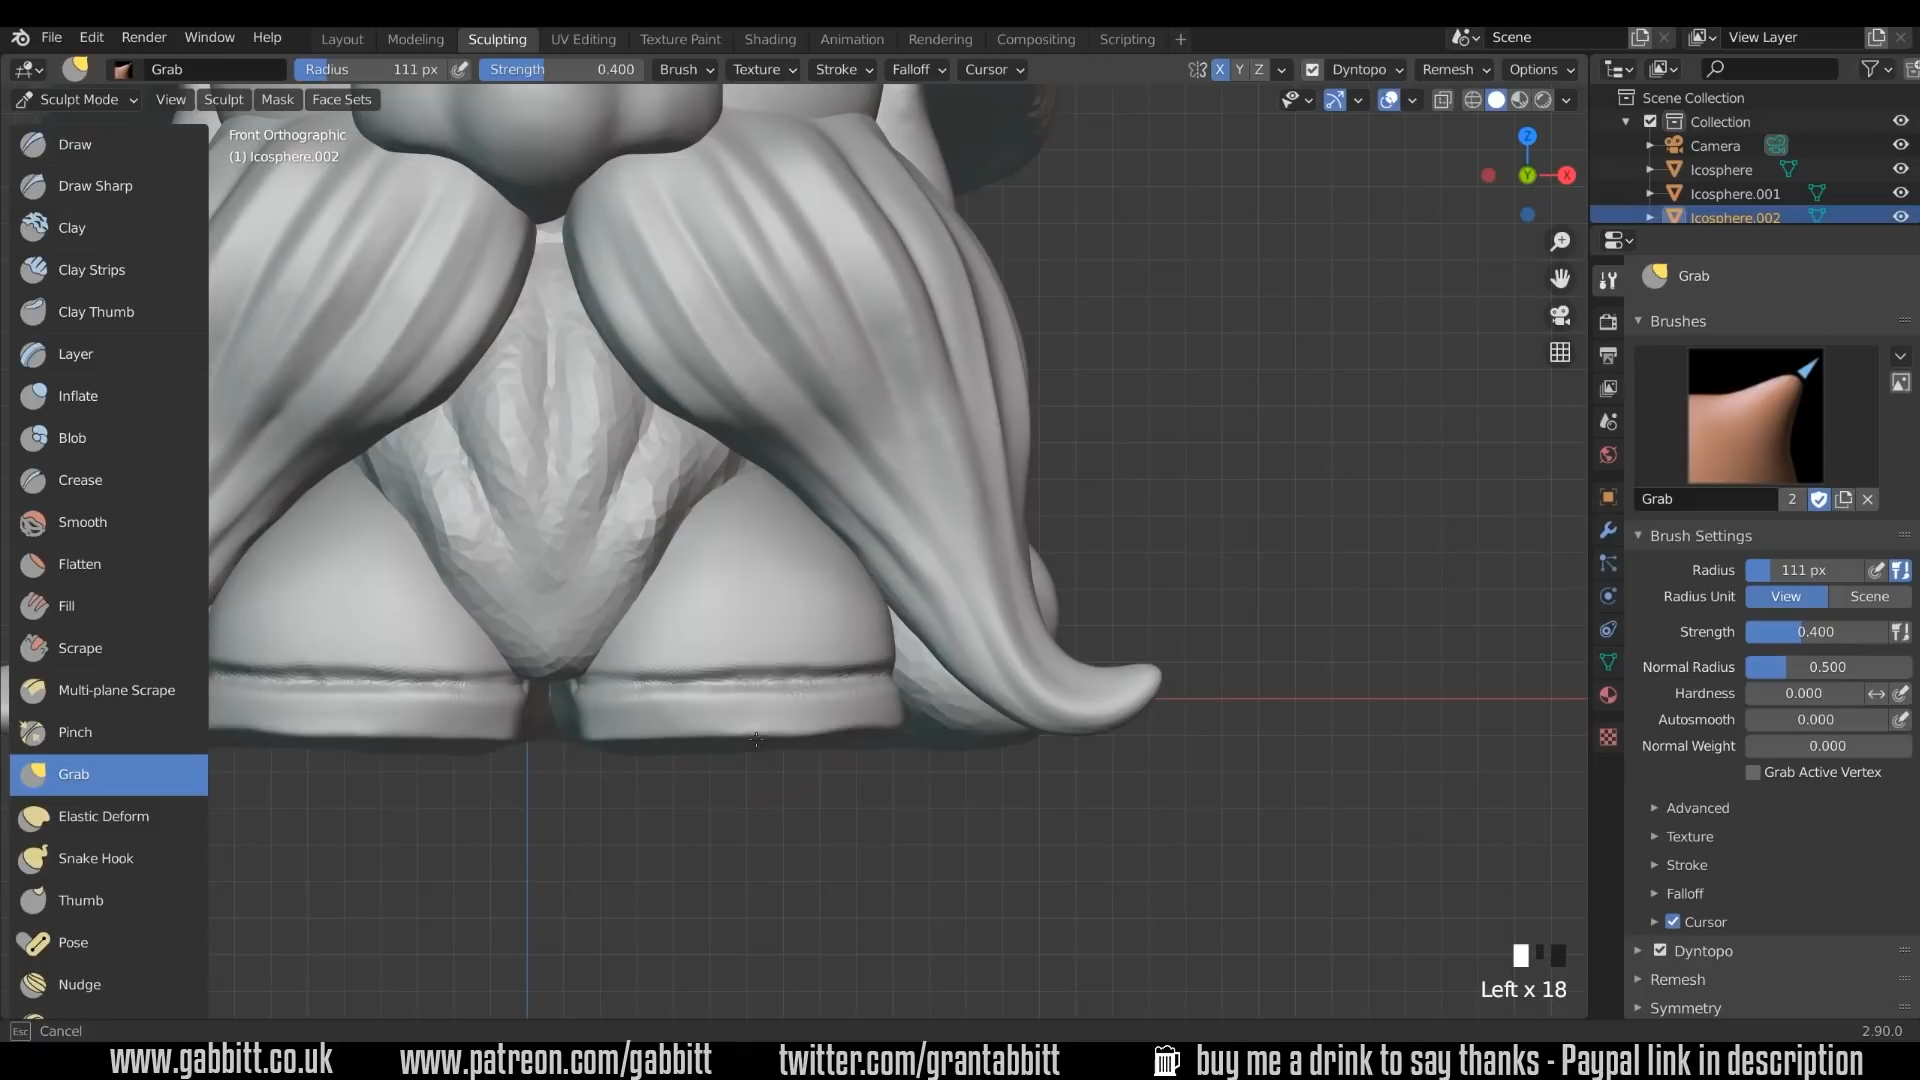 File Edit Render Window Help Layout Modeling Sculpting UV Editing Texture Paint Shading Animation Rendering Compositing Scripting + Scene View Layer
Grab Radius 111 px Strength 0.400 Brush Texture Stroke Falloff Cursor X Y Z Dyntopo Remesh Options
Sculpt Mode View Sculpt Mask Face Sets
Front Orthographic
(1) Icosphere.002
Draw
Draw Sharp
Clay
Clay Strips
Clay Thumb
Layer
Inflate
Blob
Crease
Smooth
Flatten
Fill
Scrape
Multi-plane Scrape
Pinch
Grab
Elastic Deform
Snake Hook
Thumb
Pose
Nudge
Z
Y
X
Left x 18
Scene Collection
Collection
Camera
Icosphere
Icosphere.001
Icosphere.002
Grab
Brushes
Grab 2
Brush Settings
Radius 111 px
Radius Unit View Scene
Strength 0.400
Normal Radius 0.500
Hardness 0.000
Autosmooth 0.000
Normal Weight 0.000
Grab Active Vertex
Advanced
Texture
Stroke
Falloff
Cursor
Dyntopo
Remesh
Symmetry
Esc Cancel 2.90.0
www.gabbitt.co.uk www.patreon.com/gabbitt twitter.com/grantabbitt buy me a drink to say thanks - Paypal link in description